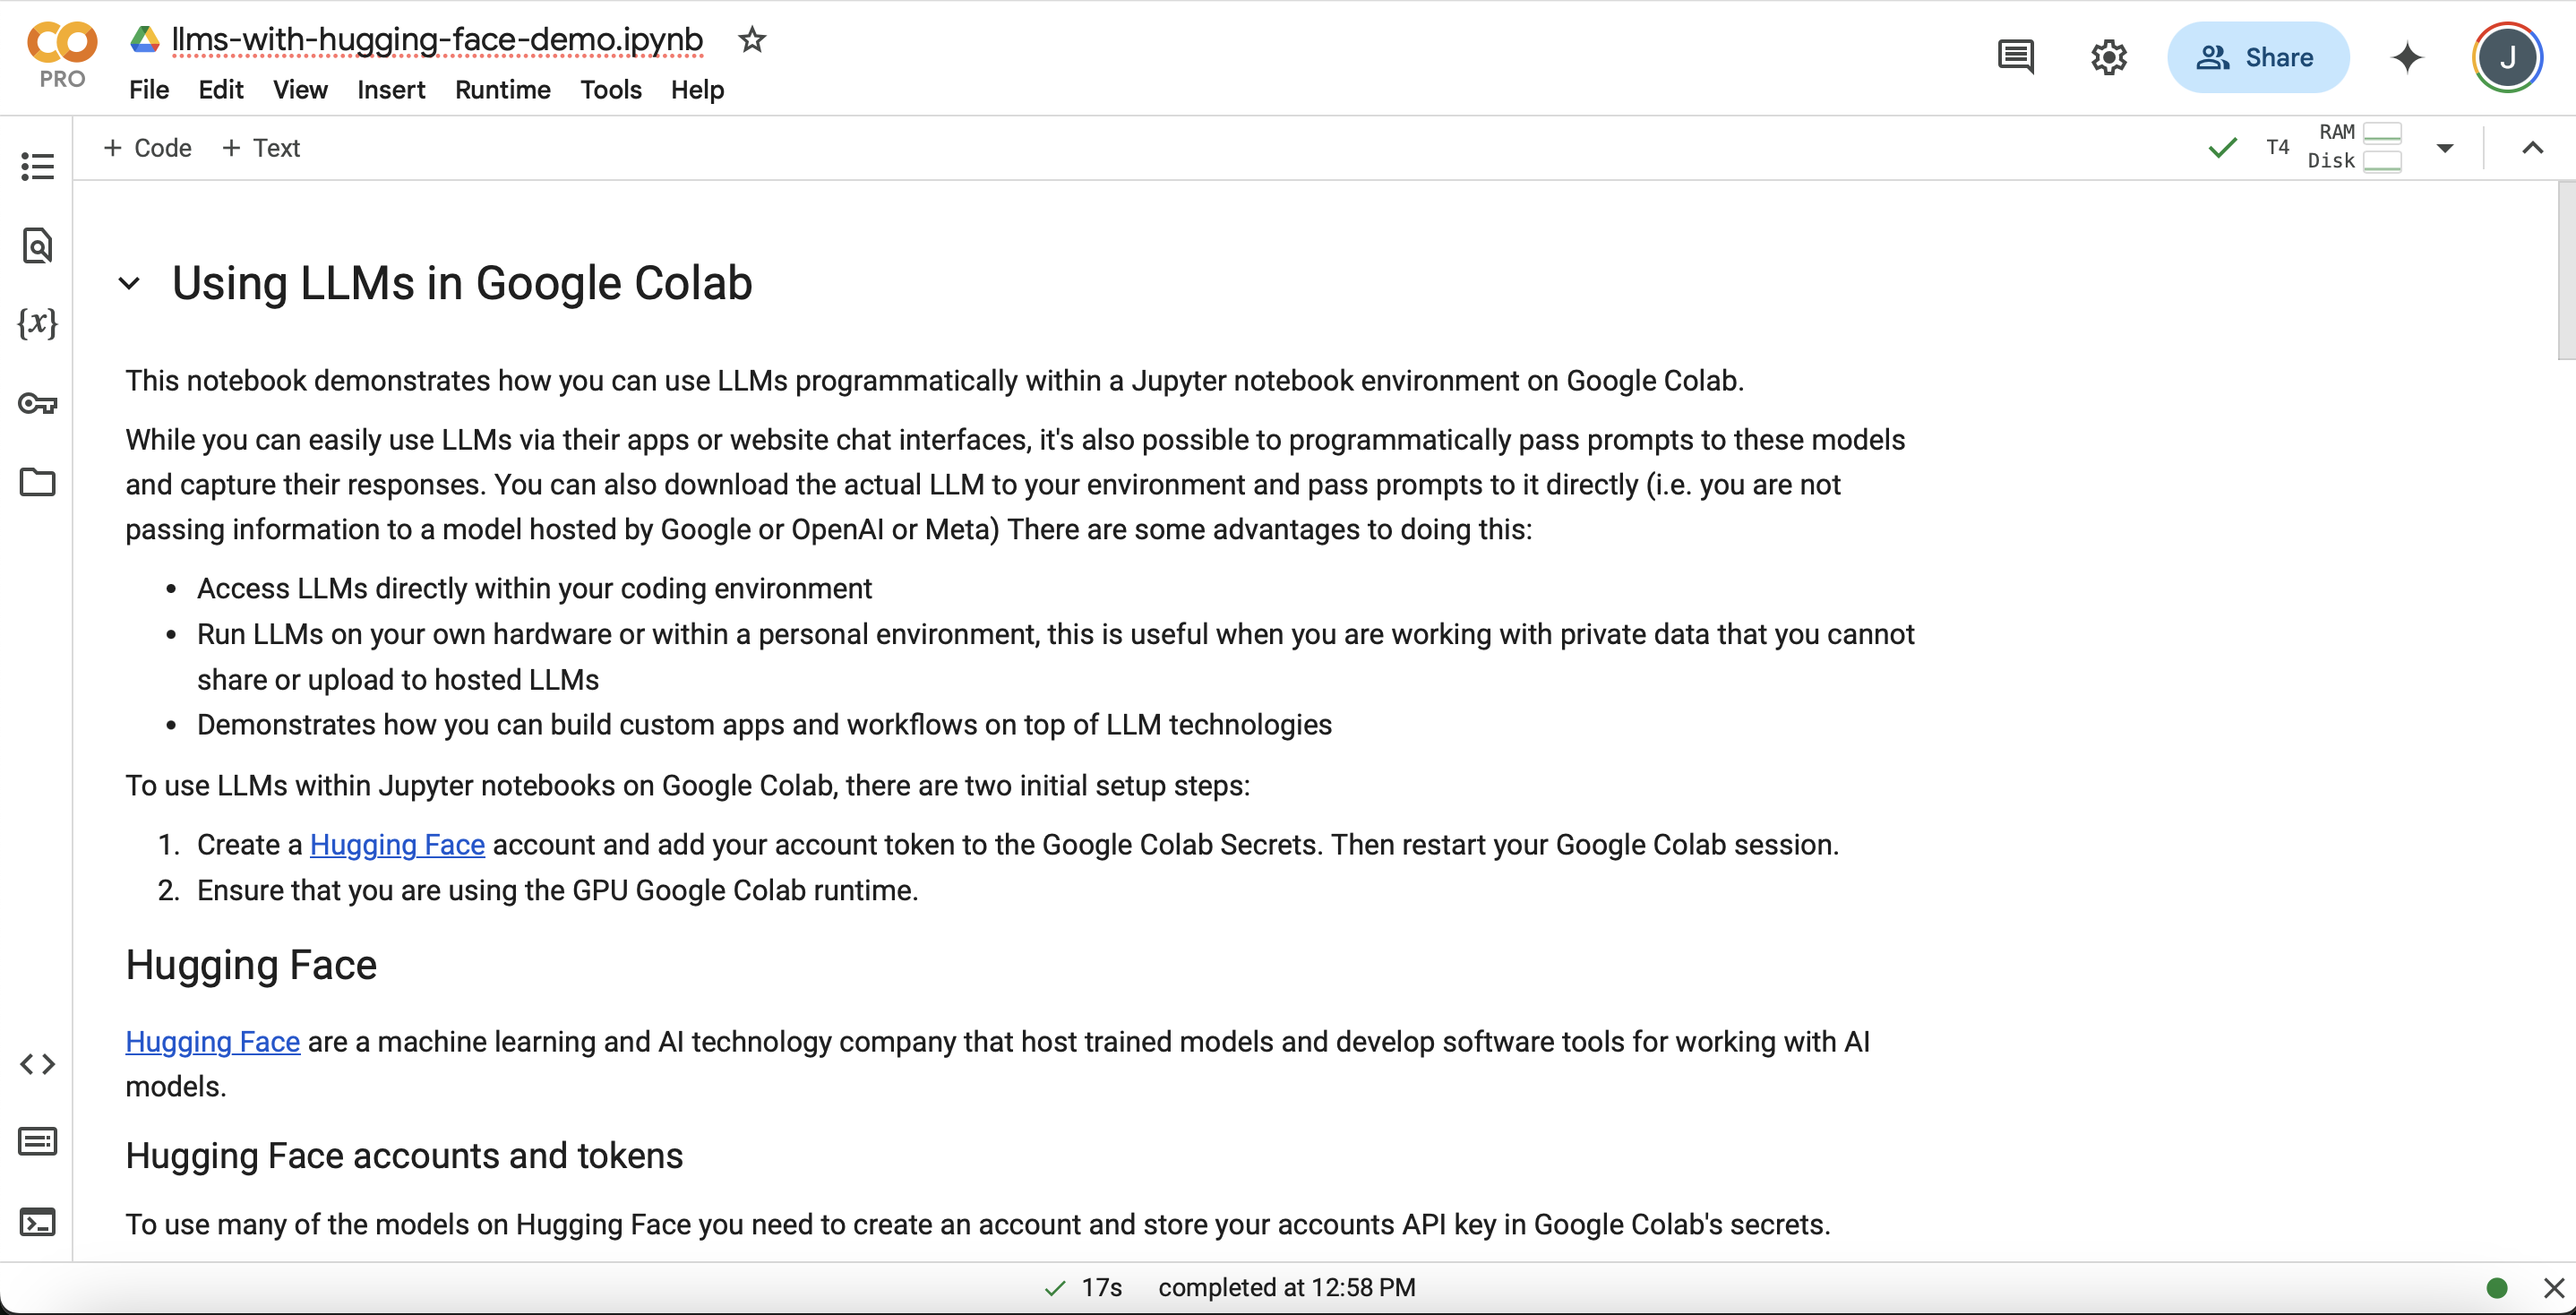 llms-with-hugging-face-demo.ipynb
PRO
File Edit View Insert Runtime Tools Help
Share
J
+ Code + Text
T4
RAM
Disk
{x}
Using LLMs in Google Colab
This notebook demonstrates how you can use LLMs programmatically within a Jupyter notebook environment on Google Colab.
While you can easily use LLMs via their apps or website chat interfaces, it's also possible to programmatically pass prompts to these models
and capture their responses. You can also download the actual LLM to your environment and pass prompts to it directly (i.e. you are not
passing information to a model hosted by Google or OpenAI or Meta) There are some advantages to doing this:
• Access LLMs directly within your coding environment
• Run LLMs on your own hardware or within a personal environment, this is useful when you are working with private data that you cannot
share or upload to hosted LLMs
• Demonstrates how you can build custom apps and workflows on top of LLM technologies
To use LLMs within Jupyter notebooks on Google Colab, there are two initial setup steps:
1. Create a Hugging Face account and add your account token to the Google Colab Secrets. Then restart your Google Colab session.
2. Ensure that you are using the GPU Google Colab runtime.
Hugging Face
Hugging Face are a machine learning and AI technology company that host trained models and develop software tools for working with AI
models.
Hugging Face accounts and tokens
To use many of the models on Hugging Face you need to create an account and store your accounts API key in Google Colab's secrets.
17s completed at 12:58 PM